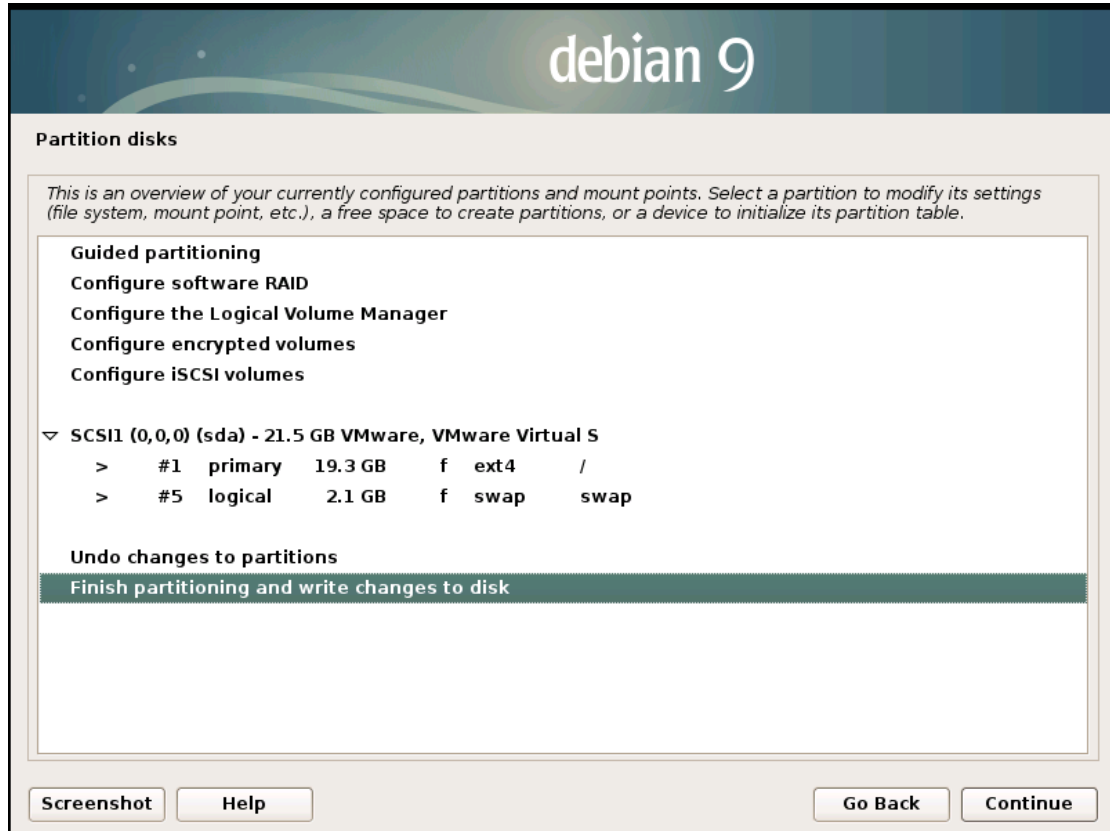 debian 9
Partition disks
This is an overview of your currently configured partitions and mount points. Select a partition to modify its settings
(file system, mount point, etc.), a free space to create partitions, or a device to initialize its partition table.
Guided partitioning
Configure software RAID
Configure the Logical Volume Manager
Configure encrypted volumes
Configure iSCSI volumes
SCSI1 (0,0,0) (sda) - 21.5 GB VMware, VMware Virtual S
> #1 primary 19.3 GB f ext4 /
> #5 logical 2.1 GB f swap swap
Undo changes to partitions
Finish partitioning and write changes to disk
Screenshot Help Go Back Continue